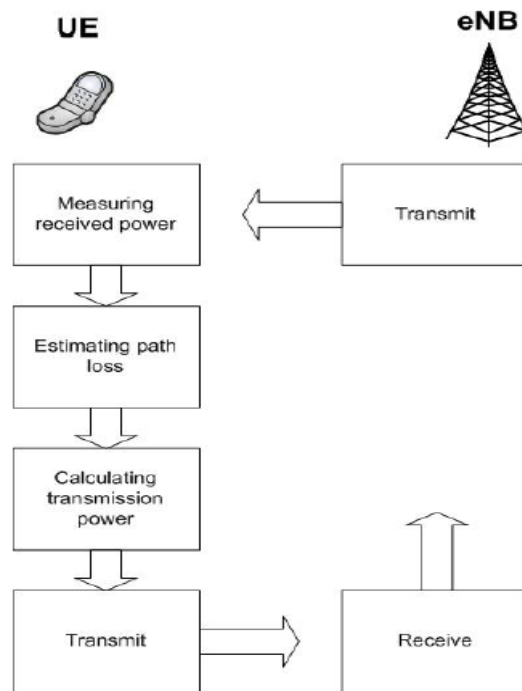 UE
eNB
Measuring
received power
Transmit
Estimating path
loss
Calculating
transmission
power
Transmit
Receive